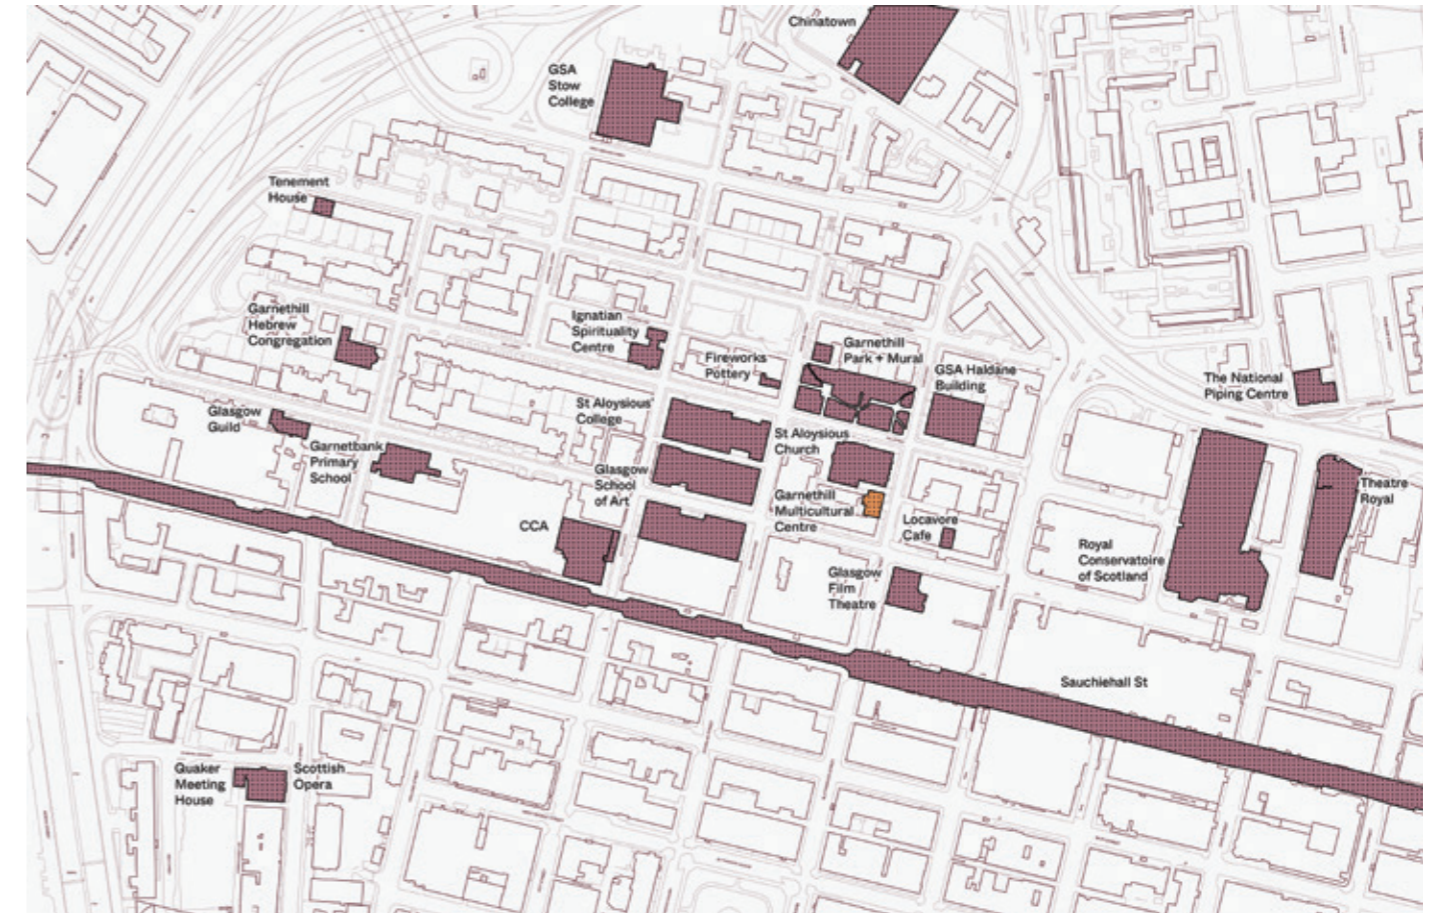 Chinatown
GSA
Stow
College
Tenement
House
Garnethill
Hebrew
Congregation
Ignatian
Spirituality
Centre
Fireworks
Pottery
Garnethill
Park + Mural
GSA Haldane
Building
The National
Piping Centre
Glasgow
Guild
Garnetbank
Primary
School
St Aloysious'
College
Glasgow
School
of Art
St Aloysious
Church
Garnethill
Multicultural
Centre
Locavore
Cafe
CCA
Glasgow
Film
Theatre
Royal
Conservatoire
of Scotland
Theatre
Royal
Sauchiehall St
Quaker
Meeting
House
Scottish
Opera